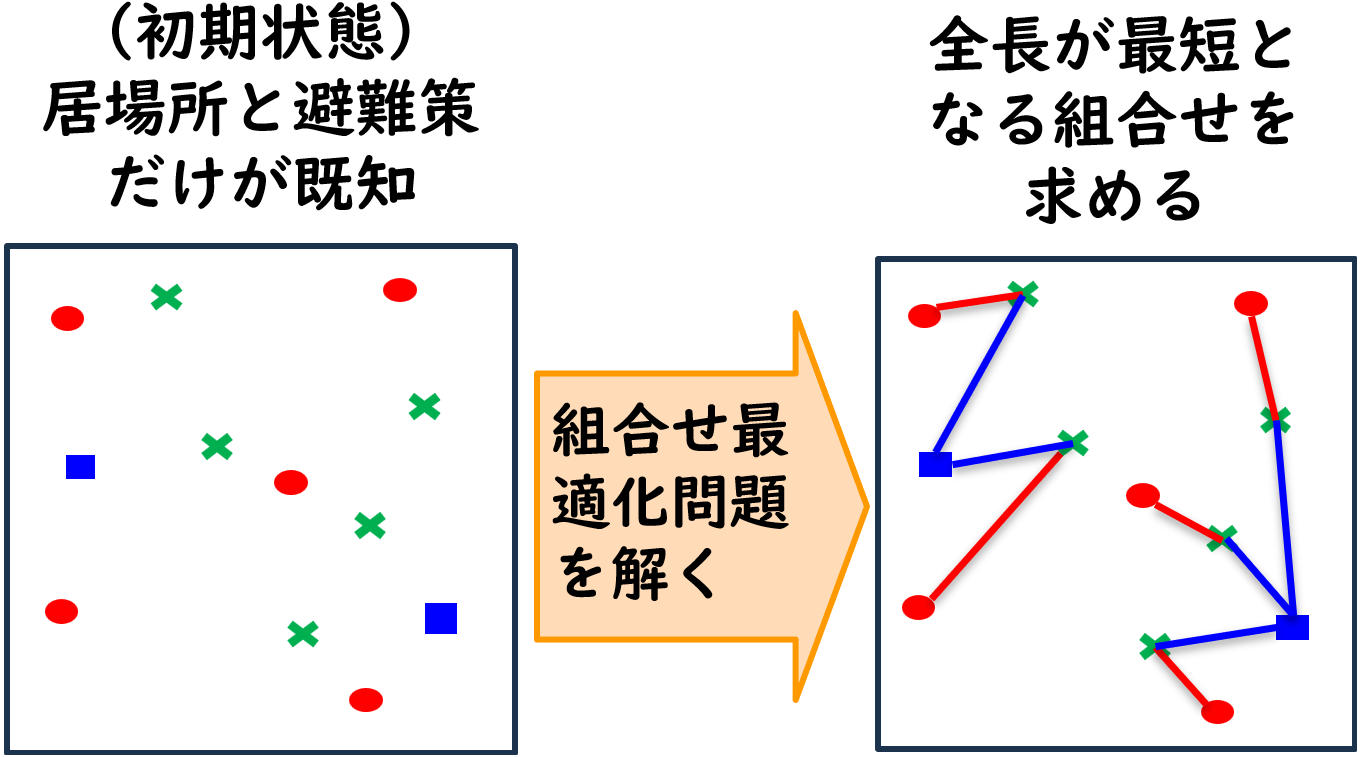 （初期状態）
居場所と避難策
だけが既知
全長が最短と
なる組合せを
求める
組合せ最
適化問題
を解く